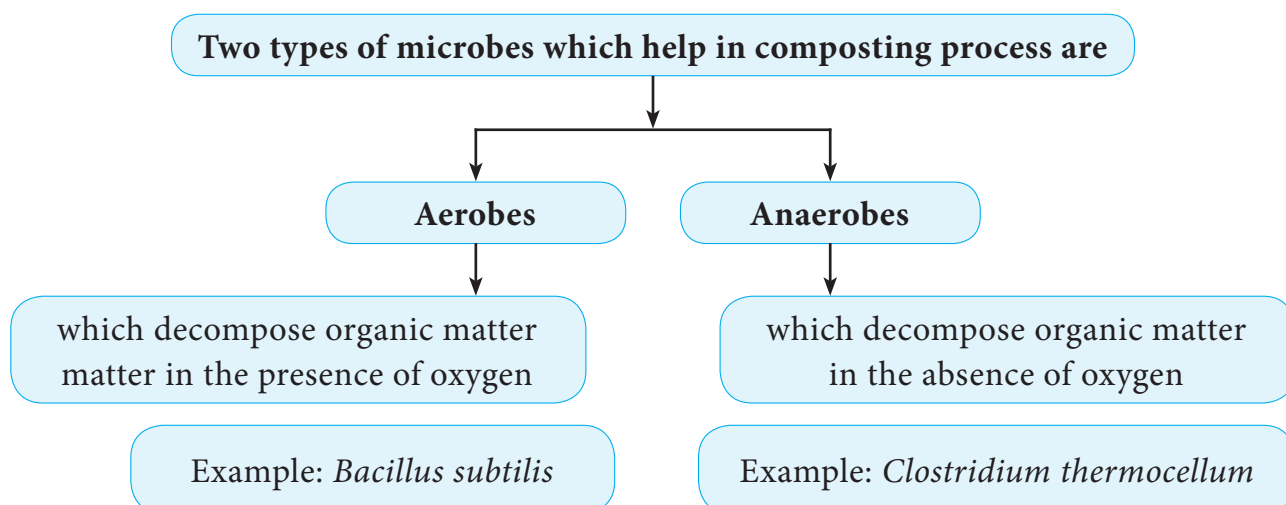 Two types of microbes which help in composting process are
Aerobes
Anaerobes
which decompose organic matter
matter in the presence of oxygen
which decompose organic matter
in the absence of oxygen
Example: Bacillus subtilis
Example: Clostridium thermocellum